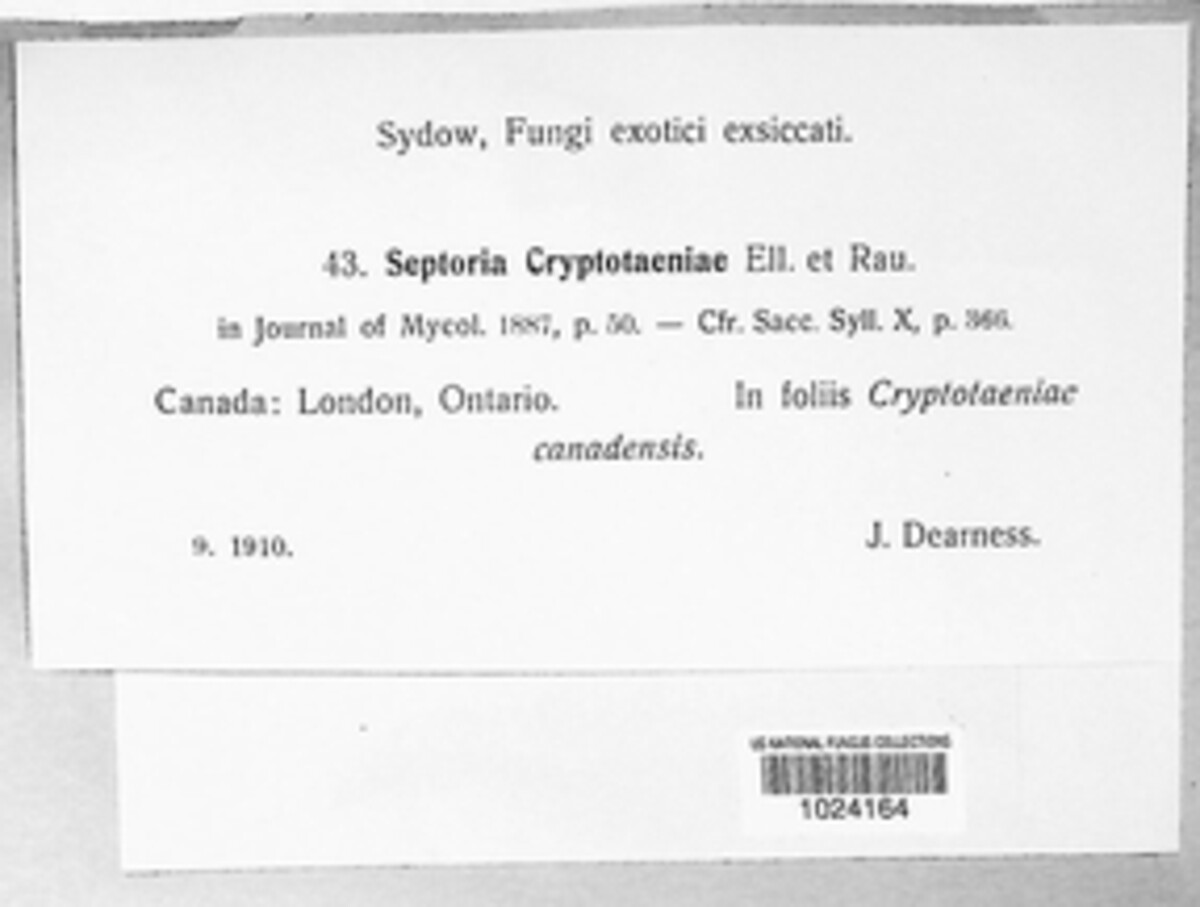 Sydow, Fungi exotici exsiccati.
43. Septoria Cryptotaeniae Ell. et Rau.
in Journal of Mycol. 1887, p. 50. — Cfr. Sacc. Syll. X, p. 366.
Canada: London, Ontario. In foliis Cryptotaeniae
canadensis.
9. 1910. J. Dearness.
US NATIONAL FUNGUS COLLECTIONS
1024164